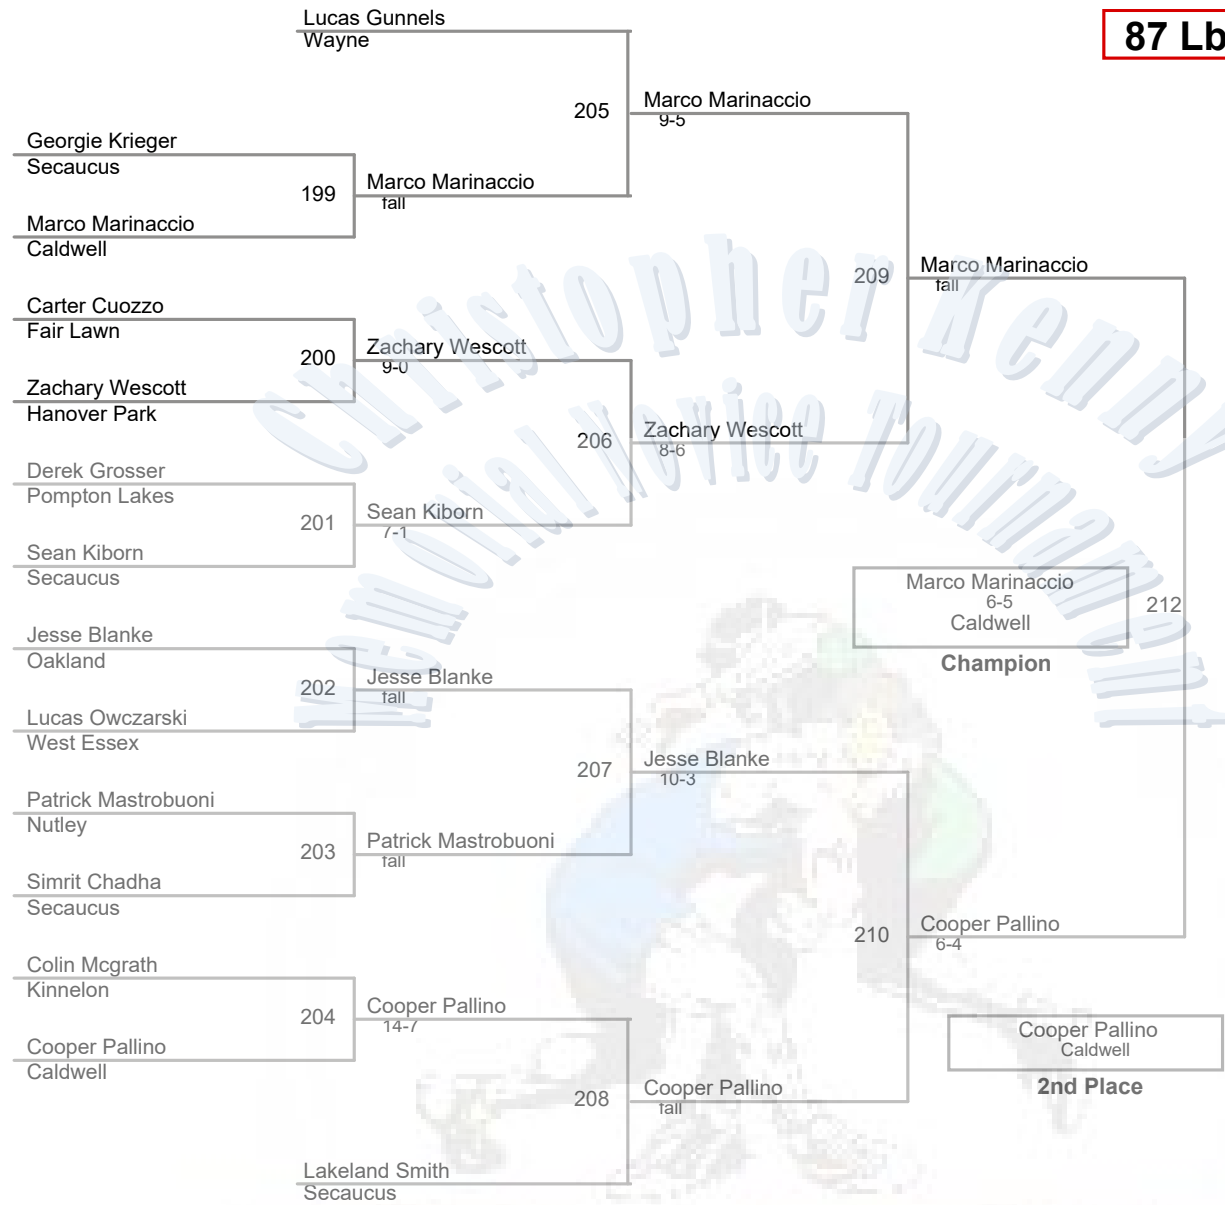 Lucas Gunnels
Wayne
87 Lb
205
Marco Marinaccio
9-5
Georgie Krieger
Secaucus
199
Marco Marinaccio
fall
Marco Marinaccio
Caldwell
209
Marco Marinaccio
fall
Carter Cuozzo
Fair Lawn
200
Zachary Wescott
9-0
Zachary Wescott
Hanover Park
206
Zachary Wescott
8-6
Derek Grosser
Pompton Lakes
201
Sean Kiborn
7-1
Sean Kiborn
Secaucus
Christopher Kenny
Memorial Novice Tournament
Marco Marinaccio
6-5
Caldwell
212
Champion
Jesse Blanke
Oakland
202
Jesse Blanke
fall
Lucas Owczarski
West Essex
207
Jesse Blanke
10-3
Patrick Mastrobuoni
Nutley
203
Patrick Mastrobuoni
fall
Simrit Chadha
Secaucus
210
Cooper Pallino
6-4
Colin Mcgrath
Kinnelon
204
Cooper Pallino
14-7
Cooper Pallino
Caldwell
Cooper Pallino
Caldwell
2nd Place
208
Cooper Pallino
fall
Lakeland Smith
Secaucus